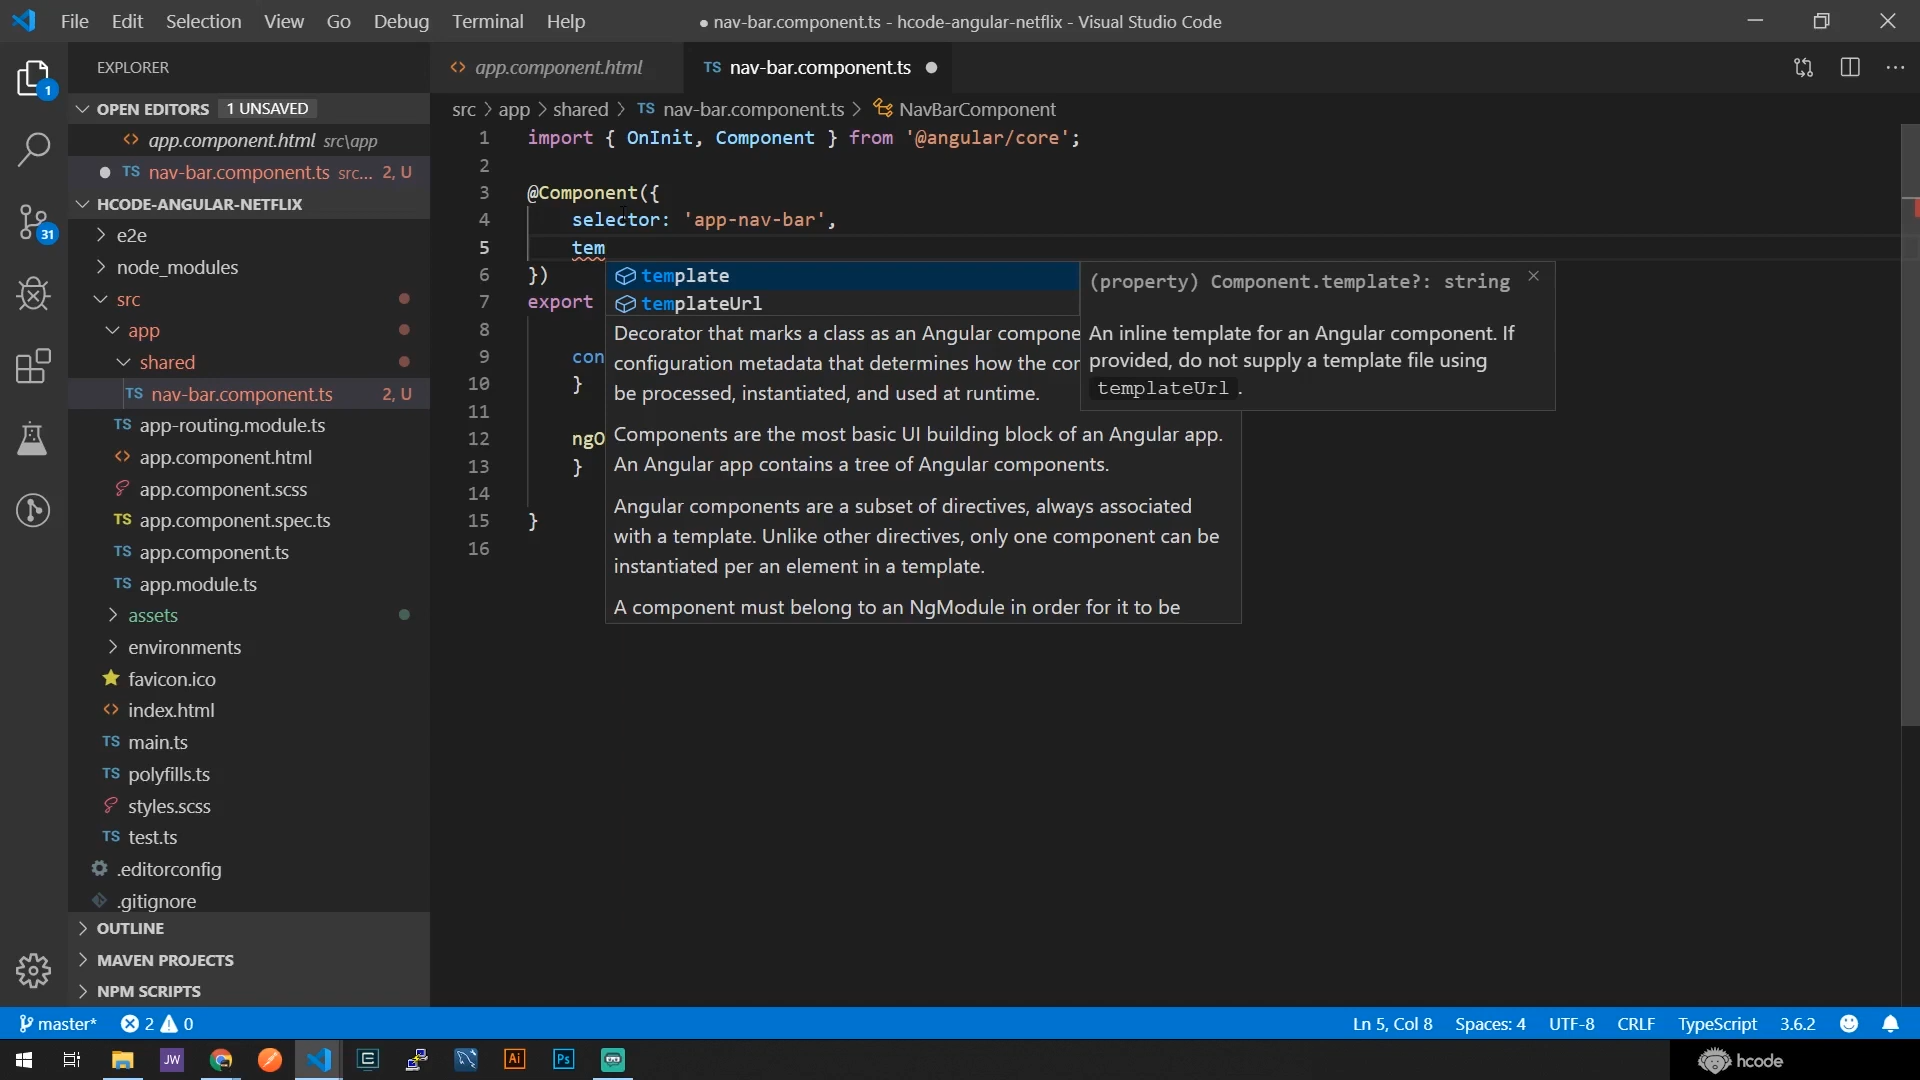 File Edit Selection View Go Debug Terminal Help
● nav-bar.component.ts - hcode-angular-netflix - Visual Studio Code
EXPLORER
OPEN EDITORS 1 UNSAVED
app.component.html src\app
nav-bar.component.ts src... 2, U
HCODE-ANGULAR-NETFLIX
e2e
node_modules
src
app
shared
TS nav-bar.component.ts 2, U
TS app-routing.module.ts
app.component.html
app.component.scss
TS app.component.spec.ts
TS app.component.ts
TS app.module.ts
assets
environments
favicon.ico
index.html
TS main.ts
TS polyfills.ts
styles.scss
TS test.ts
.editorconfig
.gitignore
OUTLINE
MAVEN PROJECTS
NPM SCRIPTS
1
31
<> app.component.html
TS nav-bar.component.ts
src > app > shared > TS nav-bar.component.ts > NavBarComponent
1 import { OnInit, Component } from '@angular/core';
2
3 @Component({
4 selector: 'app-nav-bar',
5 tem
6 })
7 export
8
9 con
10 }
11
12 ngO
13 }
14
15 }
16
template
templateUrl
Decorator that marks a class as an Angular compone
configuration metadata that determines how the cor
be processed, instantiated, and used at runtime.
Components are the most basic UI building block of an Angular app.
An Angular app contains a tree of Angular components.
Angular components are a subset of directives, always associated
with a template. Unlike other directives, only one component can be
instantiated per an element in a template.
A component must belong to an NgModule in order for it to be
(property) Component.template?: string
An inline template for an Angular component. If
provided, do not supply a template file using
templateUrl .
master* 2 0
Ln 5, Col 8 Spaces: 4 UTF-8 CRLF TypeScript 3.6.2
JW Ai Ps
hcode